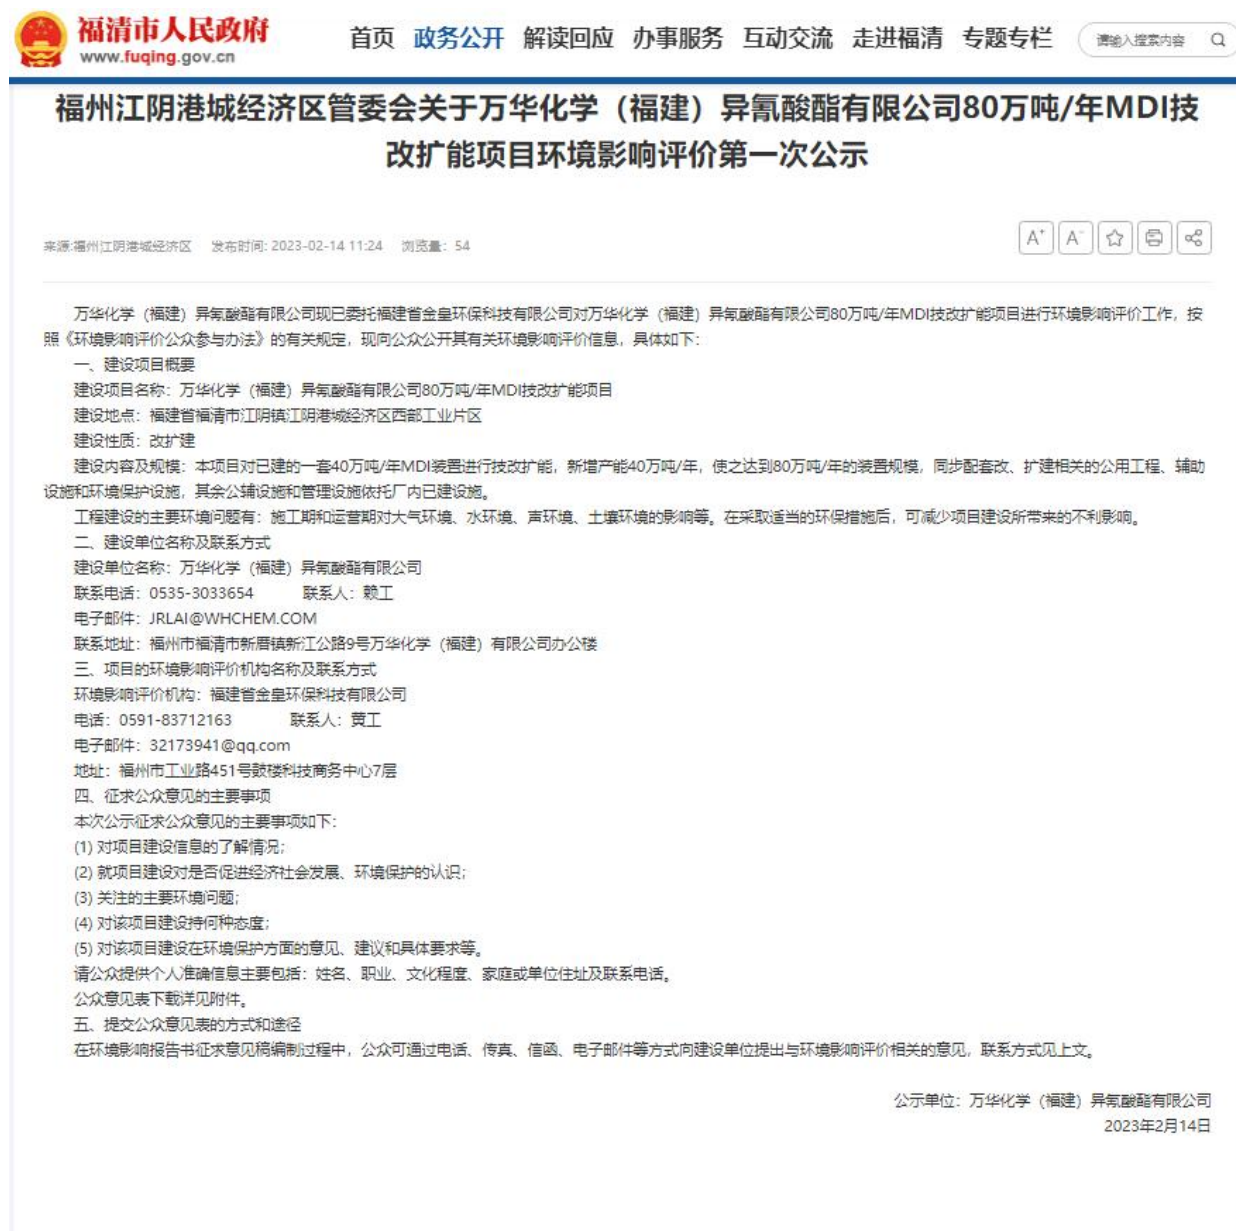 福清市人民政府
www.fuqing.gov.cn
首页 政务公开 解读回应 办事服务 互动交流 走进福清 专题专栏 请输入搜索内容
福州江阴港城经济区管委会关于万华化学（福建）异氰酸酯有限公司80万吨/年MDI技
改扩能项目环境影响评价第一次公示
来源:福州江阴港城经济区 发布时间: 2023-02-14 11:24 浏览量: 54
A+ A-
万华化学（福建）异氰酸酯有限公司现已委托福建省金皇环保科技有限公司对万华化学（福建）异氰酸酯有限公司80万吨/年MDI技改扩能项目进行环境影响评价工作，按
照《环境影响评价公众参与办法》的有关规定，现向公众公开其有关环境影响评价信息，具体如下：
一、建设项目概要
建设项目名称：万华化学（福建）异氰酸酯有限公司80万吨/年MDI技改扩能项目
建设地点：福建省福清市江阴镇江阴港城经济区西部工业片区
建设性质：改扩建
建设内容及规模：本项目对已建的一套40万吨/年MDI装置进行技改扩能，新增产能40万吨/年，使之达到80万吨/年的装置规模，同步配套改、扩建相关的公用工程、辅助
设施和环境保护设施，其余公辅设施和管理设施依托厂内已建设施。
工程建设的主要环境问题有：施工期和运营期对大气环境、水环境、声环境、土壤环境的影响等。在采取适当的环保措施后，可减少项目建设所带来的不利影响。
二、建设单位名称及联系方式
建设单位名称：万华化学（福建）异氰酸酯有限公司
联系电话：0535-3033654 联系人：赖工
电子邮件：JRLAI@WHCHEM.COM
联系地址：福州市福清市新厝镇新江公路9号万华化学（福建）有限公司办公楼
三、项目的环境影响评价机构名称及联系方式
环境影响评价机构：福建省金皇环保科技有限公司
电话：0591-83712163 联系人：黄工
电子邮件：32173941@qq.com
地址：福州市工业路451号鼓楼科技商务中心7层
四、征求公众意见的主要事项
本次公示征求公众意见的主要事项如下：
(1) 对项目建设信息的了解情况；
(2) 就项目建设对是否促进经济社会发展、环境保护的认识；
(3) 关注的主要环境问题；
(4) 对该项目建设持何种态度；
(5) 对该项目建设在环境保护方面的意见、建议和具体要求等。
请公众提供个人准确信息主要包括：姓名、职业、文化程度、家庭或单位住址及联系电话。
公众意见表下载详见附件。
五、提交公众意见表的方式和途径
在环境影响报告书征求意见稿编制过程中，公众可通过电话、传真、信函、电子邮件等方式向建设单位提出与环境影响评价相关的意见，联系方式见上文。
公示单位：万华化学（福建）异氰酸酯有限公司
2023年2月14日